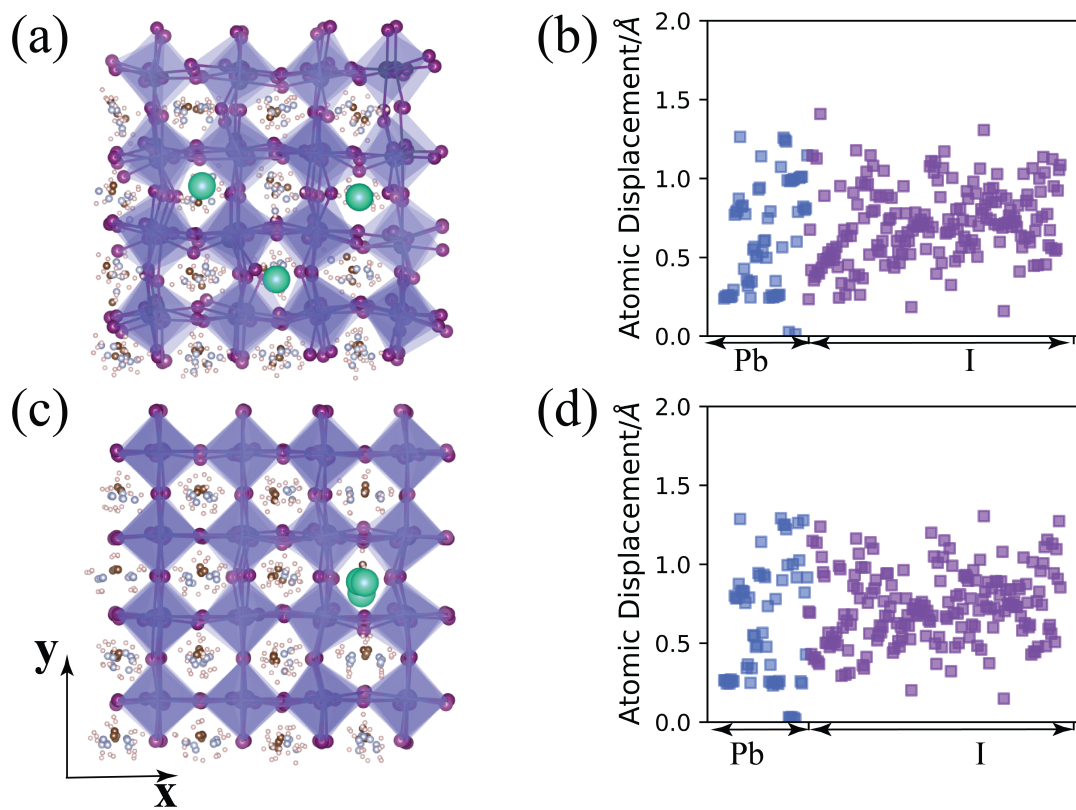 (a)
(b)
Atomic Displacement/Å
2.0
1.5
1.0
0.5
0.0
Pb
I
(c)
(d)
y
x
Atomic Displacement/Å
2.0
1.5
1.0
0.5
0.0
Pb
I